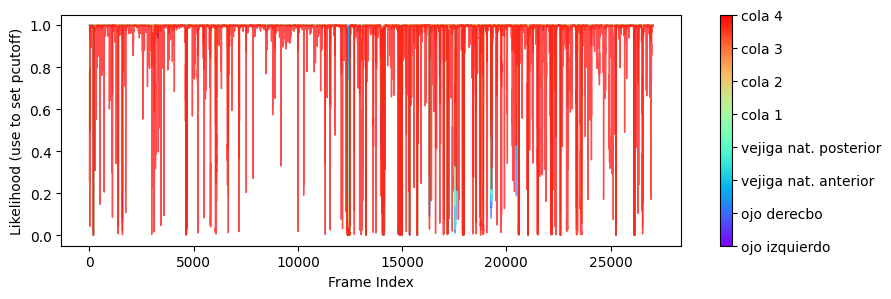 Likelihood (use to set pcutoff)
1.0
0.8
0.6
0.4
0.2
0.0
0
5000
10000
15000
20000
25000
Frame Index
cola 4
cola 3
cola 2
cola 1
vejiga nat. posterior
vejiga nat. anterior
ojo derecbo
ojo izquierdo